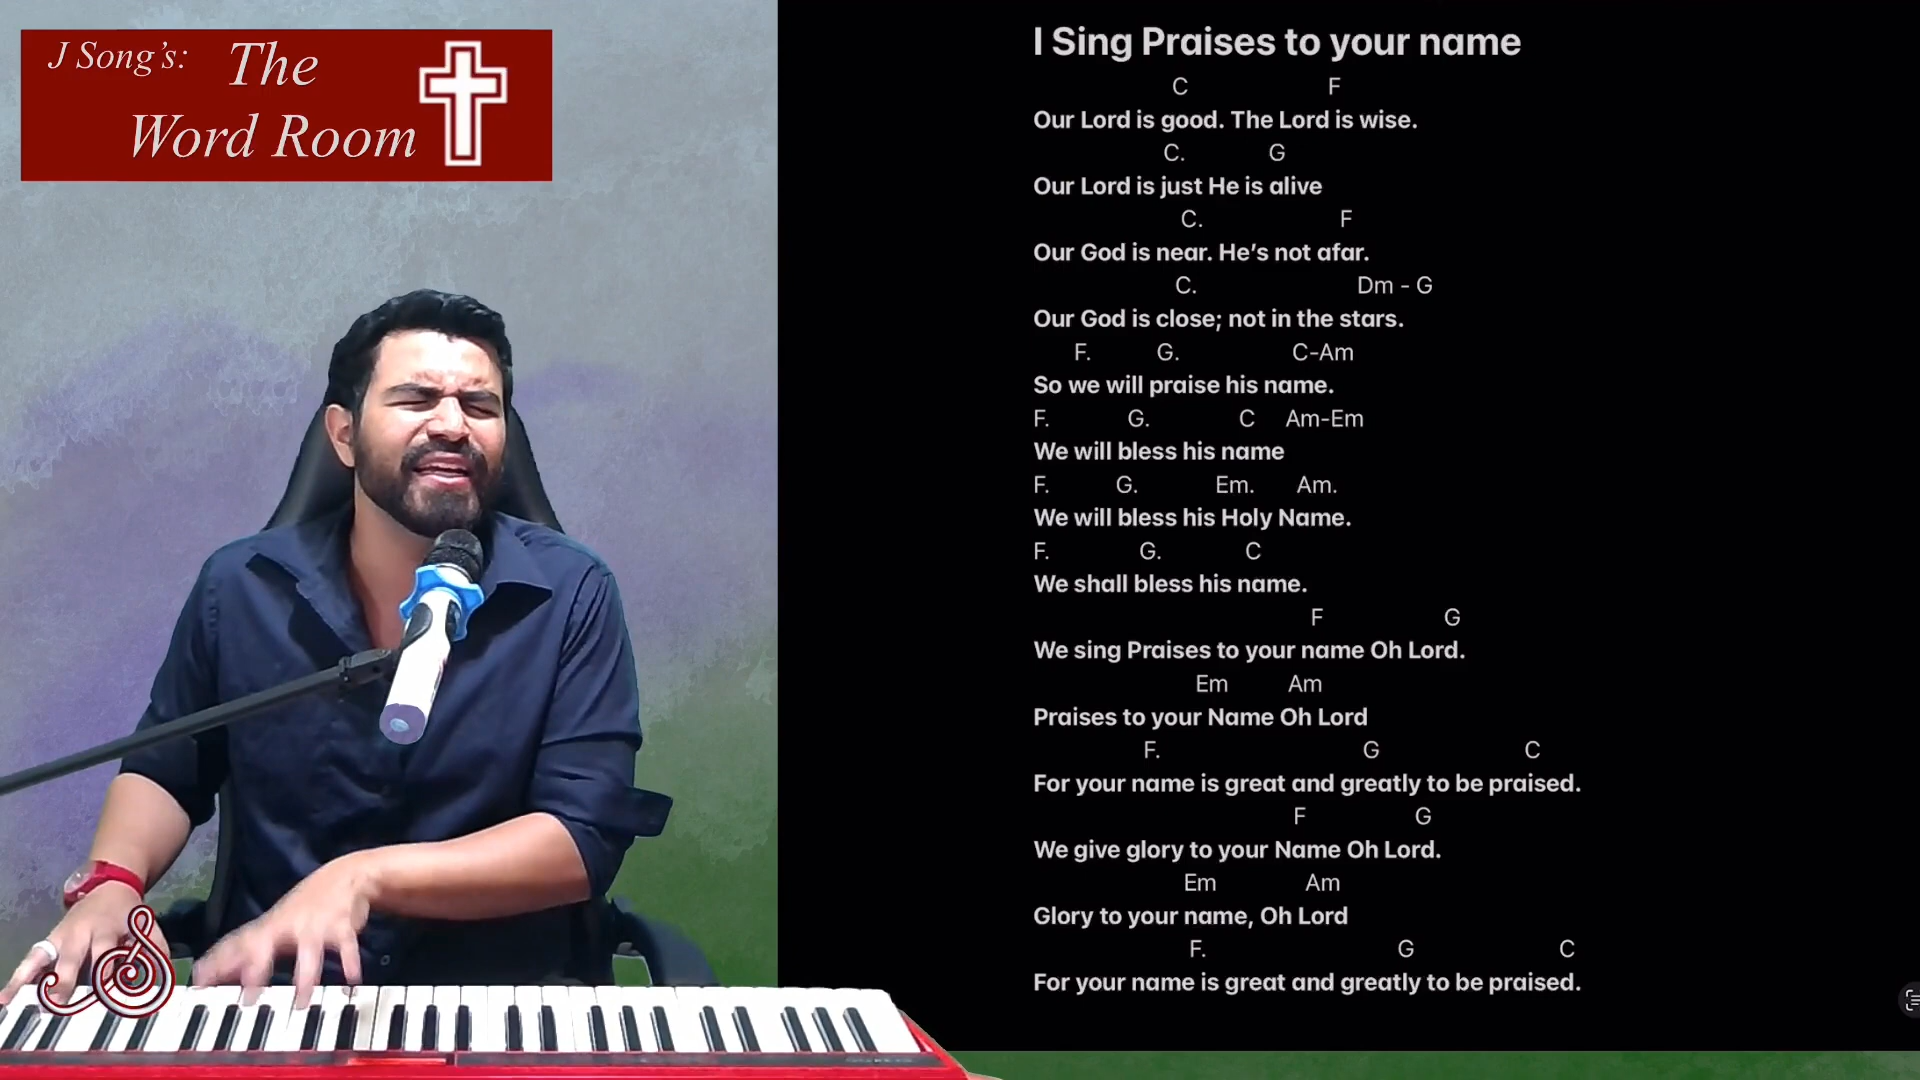 J Song's: The
Word Room
I Sing Praises to your name
C F
Our Lord is good. The Lord is wise.
C. G
Our Lord is just He is alive
C. F
Our God is near. He’s not afar.
C. Dm - G
Our God is close; not in the stars.
F. G. C-Am
So we will praise his name.
F. G. C Am-Em
We will bless his name
F. G. Em. Am.
We will bless his Holy Name.
F. G. C
We shall bless his name.
F G
We sing Praises to your name Oh Lord.
Em Am
Praises to your Name Oh Lord
F. G C
For your name is great and greatly to be praised.
F G
We give glory to your Name Oh Lord.
Em Am
Glory to your name, Oh Lord
F. G C
For your name is great and greatly to be praised.